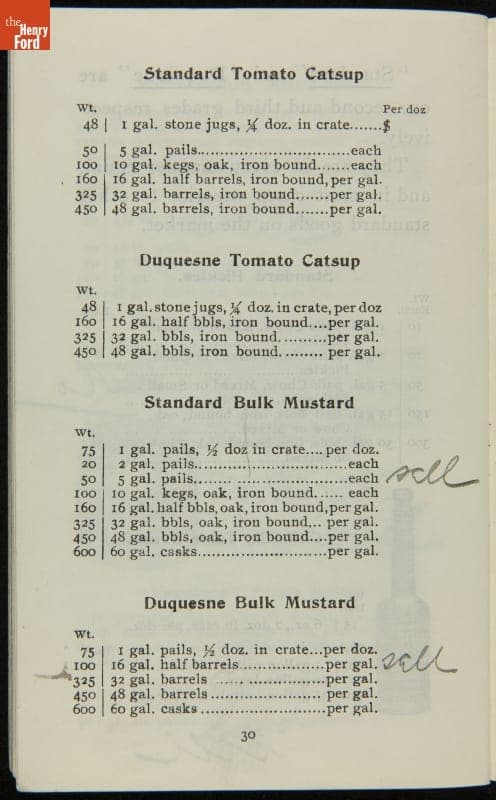 the
Henry
Ford
Standard Tomato Catsup
Wt. Per doz
48 | 1 gal. stone jugs, ¼ doz. in crate.......$
50 | 5 gal. pails..................................each
100 | 10 gal. kegs, oak, iron bound.......each
160 | 16 gal. half barrels, iron bound, per gal.
325 | 32 gal. barrels, iron bound.......per gal.
450 | 48 gal. barrels, iron bound.......per gal.
Duquesne Tomato Catsup
Wt.
48 | 1 gal. stone jugs, ¼ doz. in crate, per doz
160 | 16 gal. half bbls, iron bound....per gal.
325 | 32 gal. bbls, iron bound..........per gal.
450 | 48 gal. bbls, iron bound......... per gal.
Standard Bulk Mustard
Wt.
75 | 1 gal. pails, ½ doz in crate.... per doz.
20 | 2 gal. pails..............................each
50 | 5 gal. pails..............................each sell
100 | 10 gal. kegs, oak, iron bound...... each
160 | 16 gal. half bbls, oak, iron bound, per gal.
325 | 32 gal. bbls, oak, iron bound... per gal.
450 | 48 gal. bbls, oak, iron bound....per gal.
600 | 60 gal. casks..........................per gal.
Duquesne Bulk Mustard
Wt.
75 | 1 gal. pails, ½ doz. in crate...per doz.
100 | 16 gal. half barrels.................per gal. sell
325 | 32 gal. barrels ......................per gal.
450 | 48 gal. barrels ...................... per gal.
600 | 60 gal. casks .........................per gal.
30